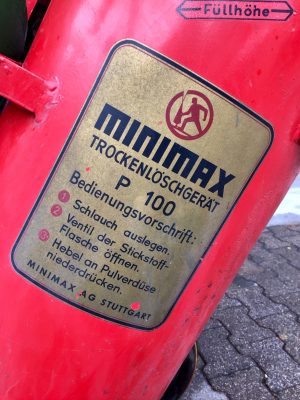 Füllhöhe
MINIMAX
TROCKENLÖSCHGERÄT
P 100
Bedienungsvorschrift:
1 Schlauch auslegen.
2 Ventil der Stickstoff-
Flasche öffnen.
3 Hebel an Pulverdüse
niederdrücken.
MINIMAX AG STUTTGART